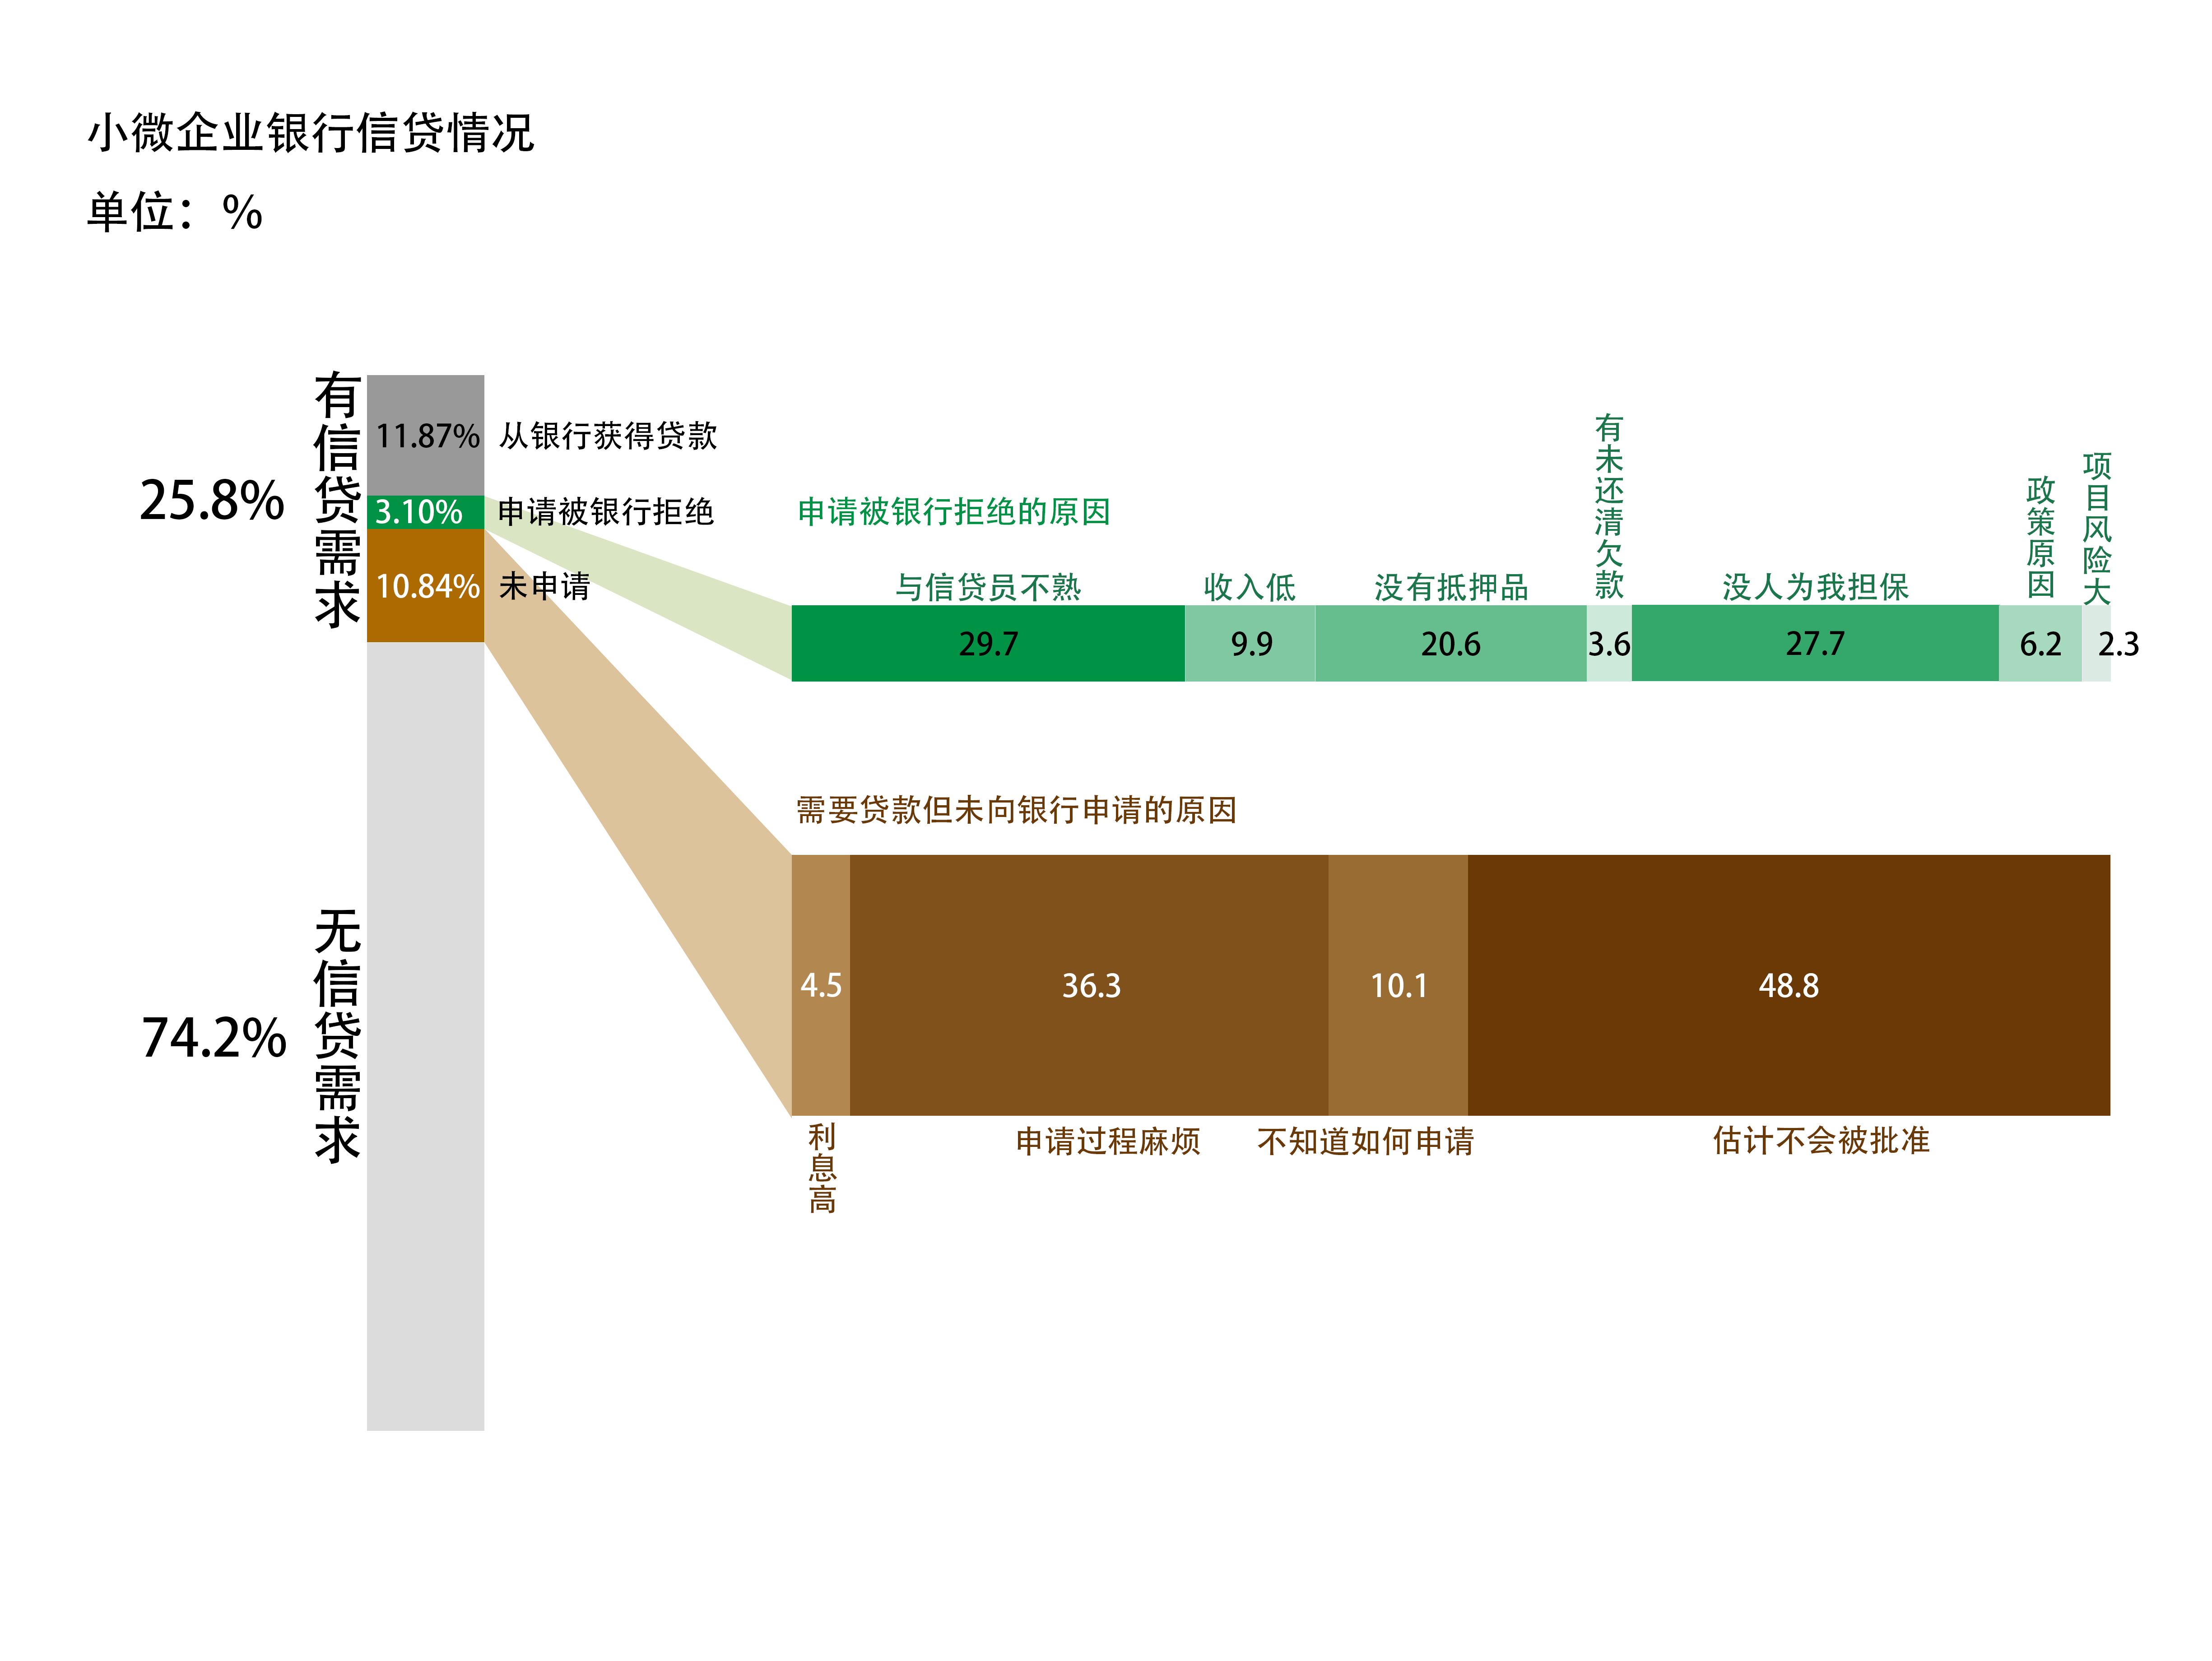 小微企业银行信贷情况
单位：%
有信贷需求
25.8%
11.87%
从银行获得贷款
3.10%
申请被银行拒绝
10.84%
未申请
无信贷需求
74.2%
申请被银行拒绝的原因
与信贷员不熟
收入低
没有抵押品
有未还清欠款
没人为我担保
政策原因
项目风险大
29.7
9.9
20.6
3.6
27.7
6.2
2.3
需要贷款但未向银行申请的原因
4.5
36.3
10.1
48.8
利息高
申请过程麻烦
不知道如何申请
估计不会被批准